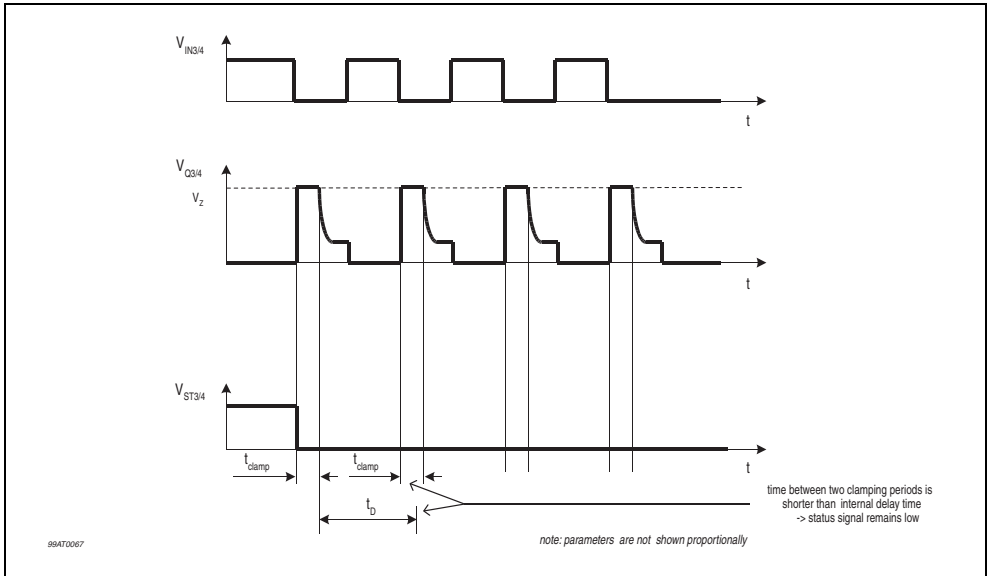 V_IN3/4
t
V_Q3/4
V_Z
t
V_ST3/4
t
t_clamp
t_clamp
t_D
time between two clamping periods is
shorter than internal delay time
-> status signal remains low
note: parameters are not shown proportionally
99AT0067